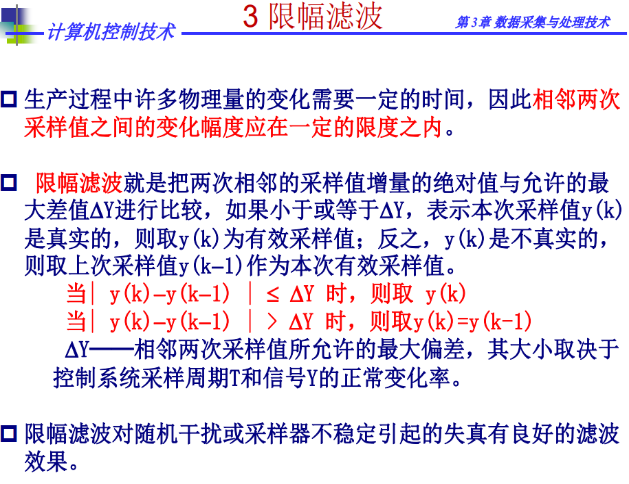 计算机控制技术
3 限幅滤波
第3章 数据采集与处理技术
生产过程中许多物理量的变化需要一定的时间，因此相邻两次
采样值之间的变化幅度应在一定的限度之内。
限幅滤波就是把两次相邻的采样值增量的绝对值与允许的最
大差值ΔY进行比较，如果小于或等于ΔY，表示本次采样值y(k)
是真实的，则取y(k)为有效采样值；反之，y(k)是不真实的，
则取上次采样值y(k–1)作为本次有效采样值。
当| y(k)–y(k–1) | ≤ ΔY 时，则取 y(k)
当| y(k)–y(k–1) | > ΔY 时，则取y(k)=y(k-1)
ΔY——相邻两次采样值所允许的最大偏差，其大小取决于
控制系统采样周期T和信号Y的正常变化率。
限幅滤波对随机干扰或采样器不稳定引起的失真有良好的滤波
效果。